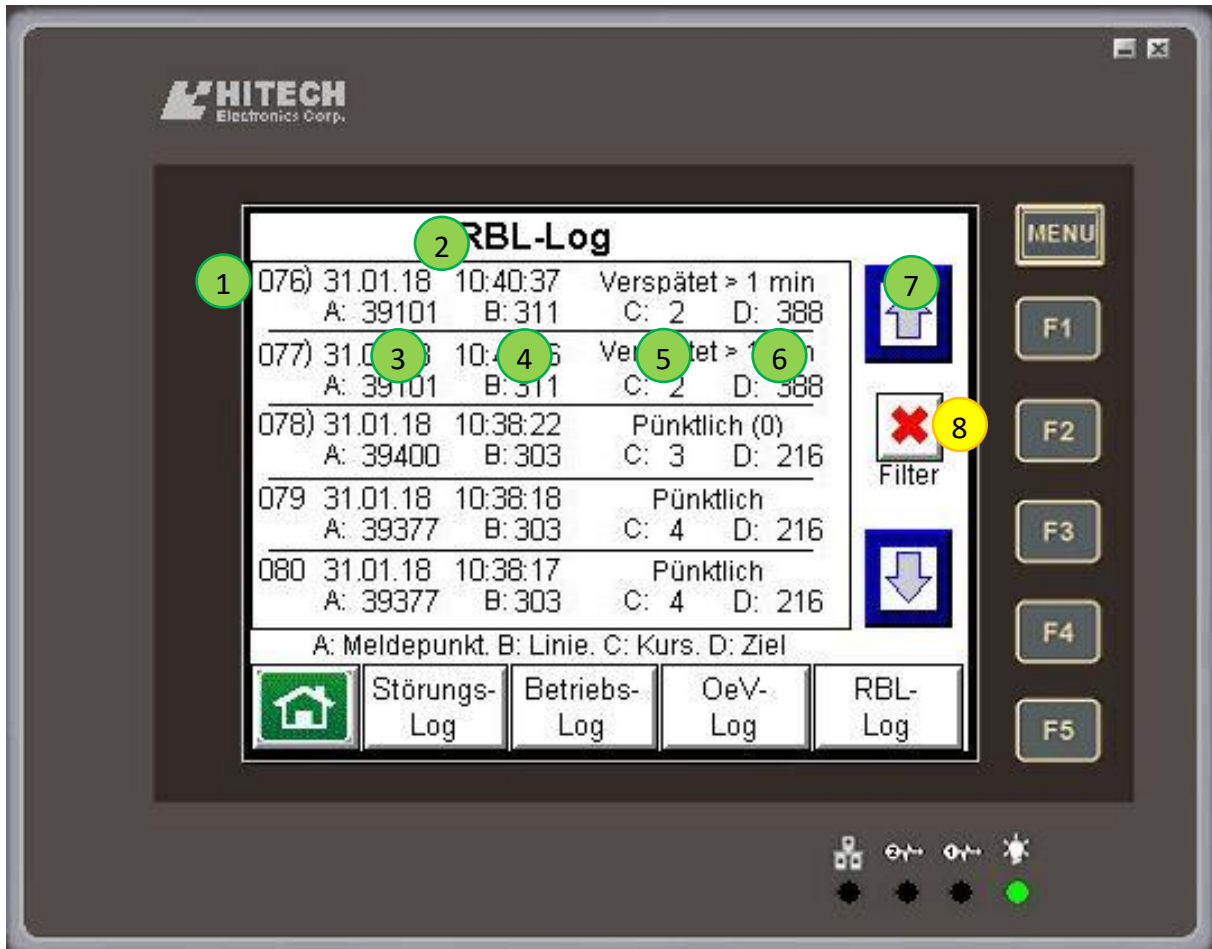 HITECH
Electronics Corp.
MENU
RBL-Log
2
1
076) 31.01.18 10:40:37 Verspätet > 1 min
7
A: 39101 B: 311 C: 2 D: 388
F1
077) 10:
3 4 5 6
A: 39101 B: 311 C: 2 D: 388
078) 31.01.18 10:38:22 Pünktlich (0)
8
F2
A: 39400 B: 303 C: 3 D: 216
Filter
079 31.01.18 10:38:18 Pünktlich
A: 39377 B: 303 C: 4 D: 216
F3
080 31.01.18 10:38:17 Pünktlich
A: 39377 B: 303 C: 4 D: 216
A: Meldepunkt. B: Linie. C: Kurs. D: Ziel
F4
Störungs-Log
Betriebs-Log
OeV-Log
RBL-Log
F5
2
1